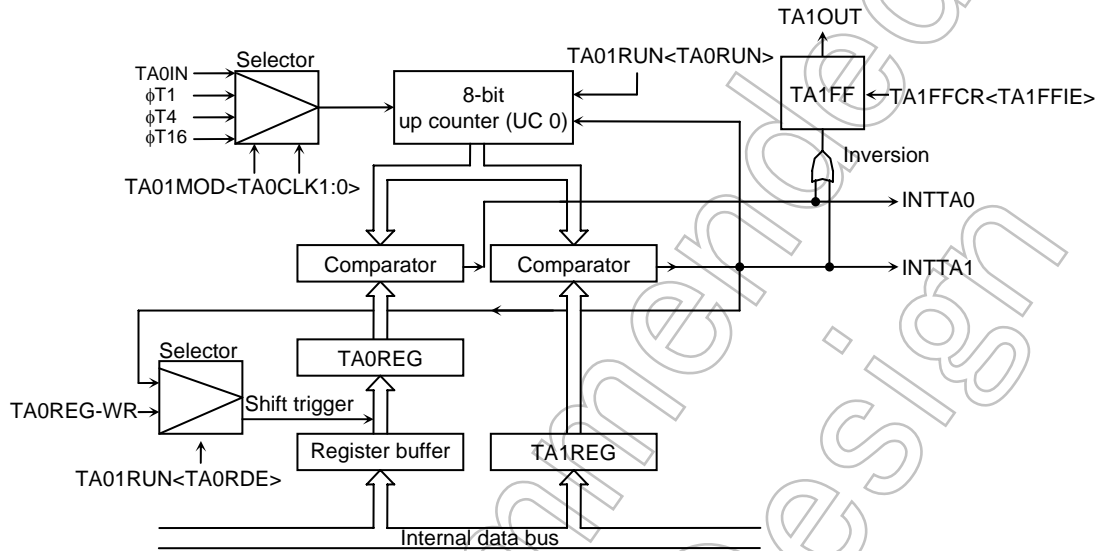 TA1OUT
Selector
TA01RUN<TA0RUN>
TA0IN
ϕT1
ϕT4
ϕT16
8-bit
up counter (UC 0)
TA1FF
TA1FFCR<TA1FFIE>
Inversion
TA01MOD<TA0CLK1:0>
INTTA0
Comparator
Comparator
INTTA1
Selector
TA0REG
TA0REG-WR
Shift trigger
Register buffer
TA1REG
TA01RUN<TA0RDE>
Internal data bus
mmended
esign